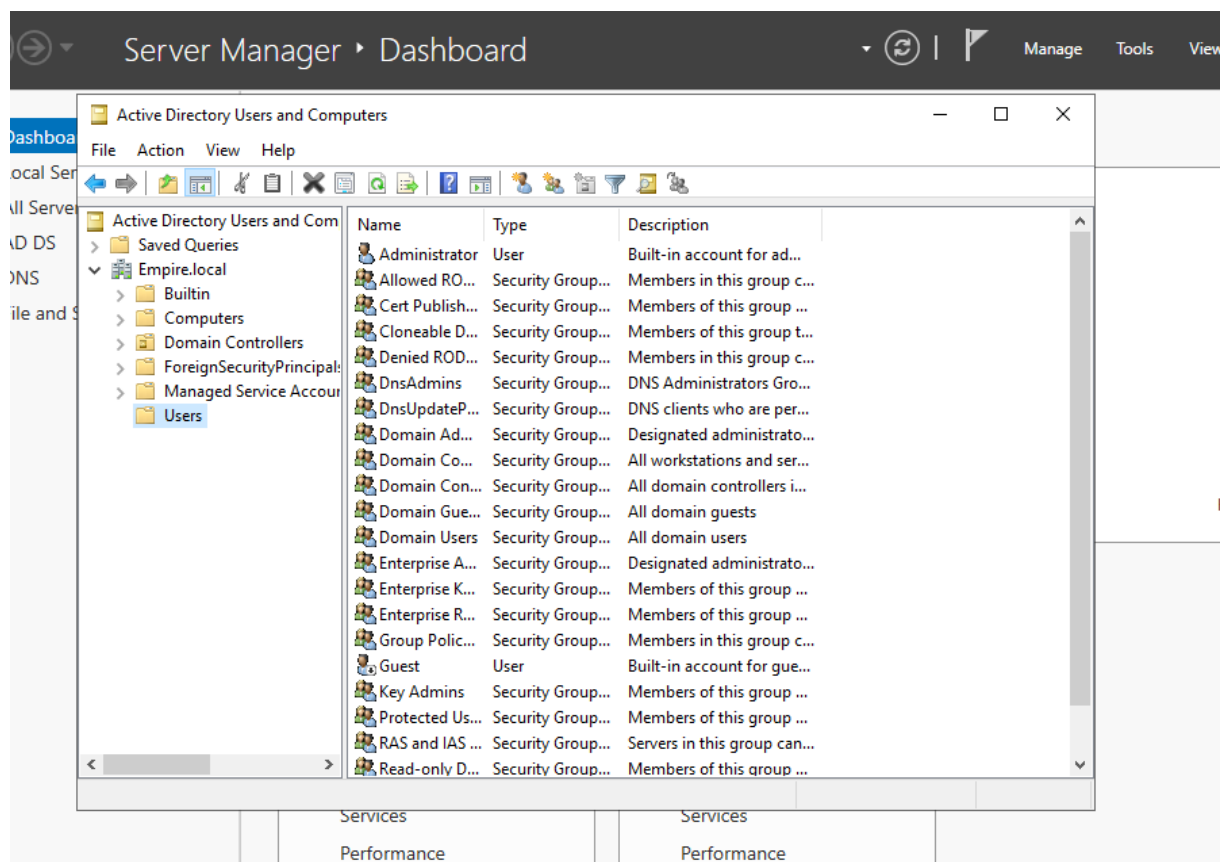 Server Manager ‣ Dashboard
Manage Tools View
Dashboa
ocal Ser
All Server
AD DS
DNS
ile and S
Active Directory Users and Computers
File Action View Help
Active Directory Users and Com
Saved Queries
Empire.local
Builtin
Computers
Domain Controllers
ForeignSecurityPrincipals
Managed Service Accour
Users
Name Type Description
Administrator User Built-in account for ad...
Allowed RO... Security Group... Members in this group c...
Cert Publish... Security Group... Members of this group ...
Cloneable D... Security Group... Members of this group t...
Denied ROD... Security Group... Members in this group c...
DnsAdmins Security Group... DNS Administrators Gro...
DnsUpdateP... Security Group... DNS clients who are per...
Domain Ad... Security Group... Designated administrato...
Domain Co... Security Group... All workstations and ser...
Domain Con... Security Group... All domain controllers i...
Domain Gue... Security Group... All domain guests
Domain Users Security Group... All domain users
Enterprise A... Security Group... Designated administrato...
Enterprise K... Security Group... Members of this group ...
Enterprise R... Security Group... Members of this group ...
Group Polic... Security Group... Members in this group c...
Guest User Built-in account for gue...
Key Admins Security Group... Members of this group ...
Protected Us... Security Group... Members of this group ...
RAS and IAS ... Security Group... Servers in this group can...
Read-only D... Security Group... Members of this group ...
Services Services
Performance Performance